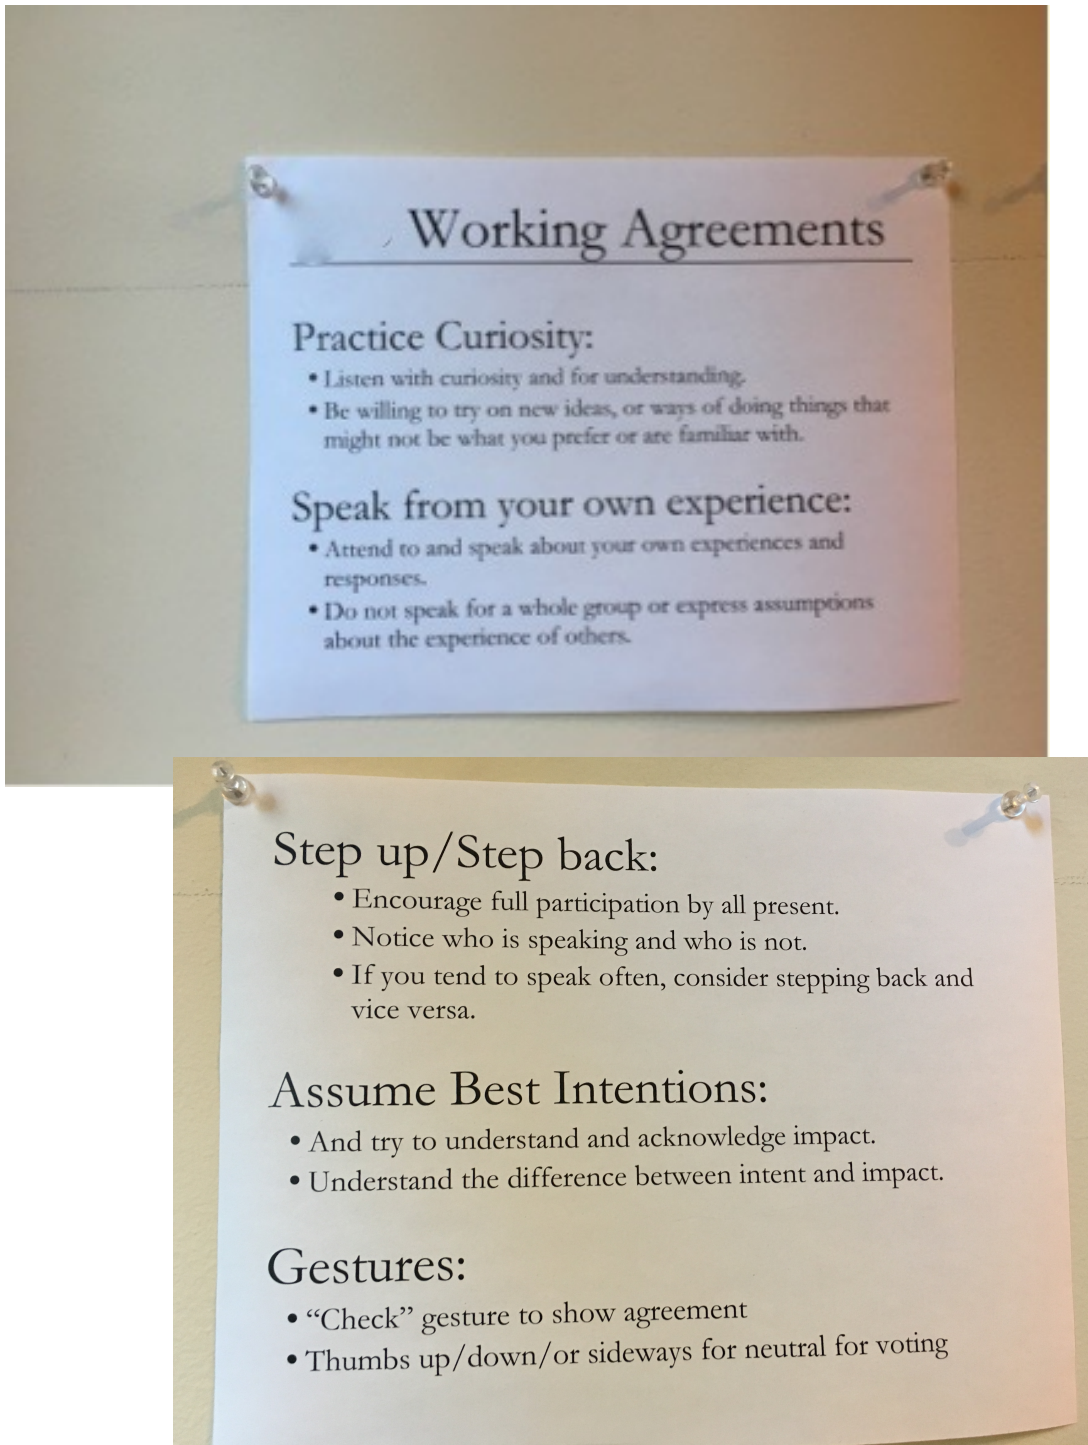 Working Agreements
Practice Curiosity:
• Listen with curiosity and for understanding.
• Be willing to try on new ideas, or ways of doing things that
might not be what you prefer or are familiar with.
Speak from your own experience:
• Attend to and speak about your own experiences and
responses.
• Do not speak for a whole group or express assumptions
about the experience of others.
Step up/Step back:
• Encourage full participation by all present.
• Notice who is speaking and who is not.
• If you tend to speak often, consider stepping back and
vice versa.
Assume Best Intentions:
• And try to understand and acknowledge impact.
• Understand the difference between intent and impact.
Gestures:
• “Check” gesture to show agreement
• Thumbs up/down/or sideways for neutral for voting